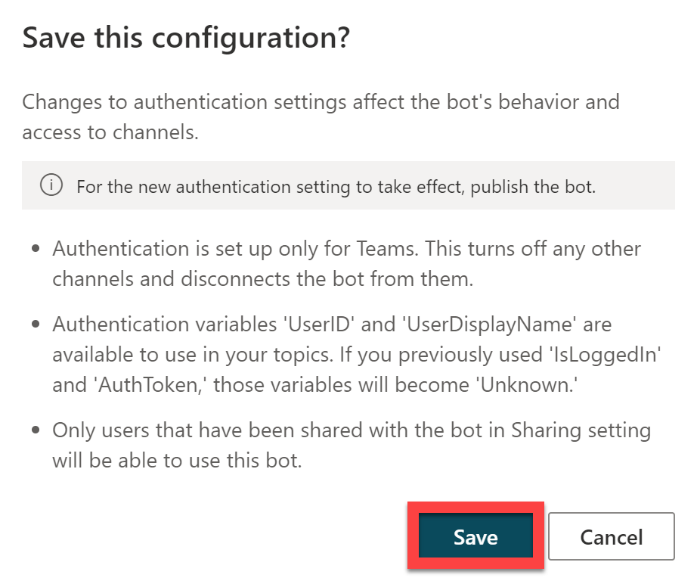 Save this configuration?
Changes to authentication settings affect the bot's behavior and
access to channels.
For the new authentication setting to take effect, publish the bot.
• Authentication is set up only for Teams. This turns off any other
channels and disconnects the bot from them.
• Authentication variables 'UserID' and 'UserDisplayName' are
available to use in your topics. If you previously used 'IsLoggedIn'
and 'AuthToken,' those variables will become 'Unknown.'
• Only users that have been shared with the bot in Sharing setting
will be able to use this bot.
Save Cancel